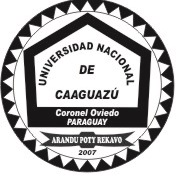 UNIVERSIDAD NACIONAL
DE
CAAGUAZÚ
Coronel Oviedo
PARAGUAY
ARANDU POTY REKAVO
2007